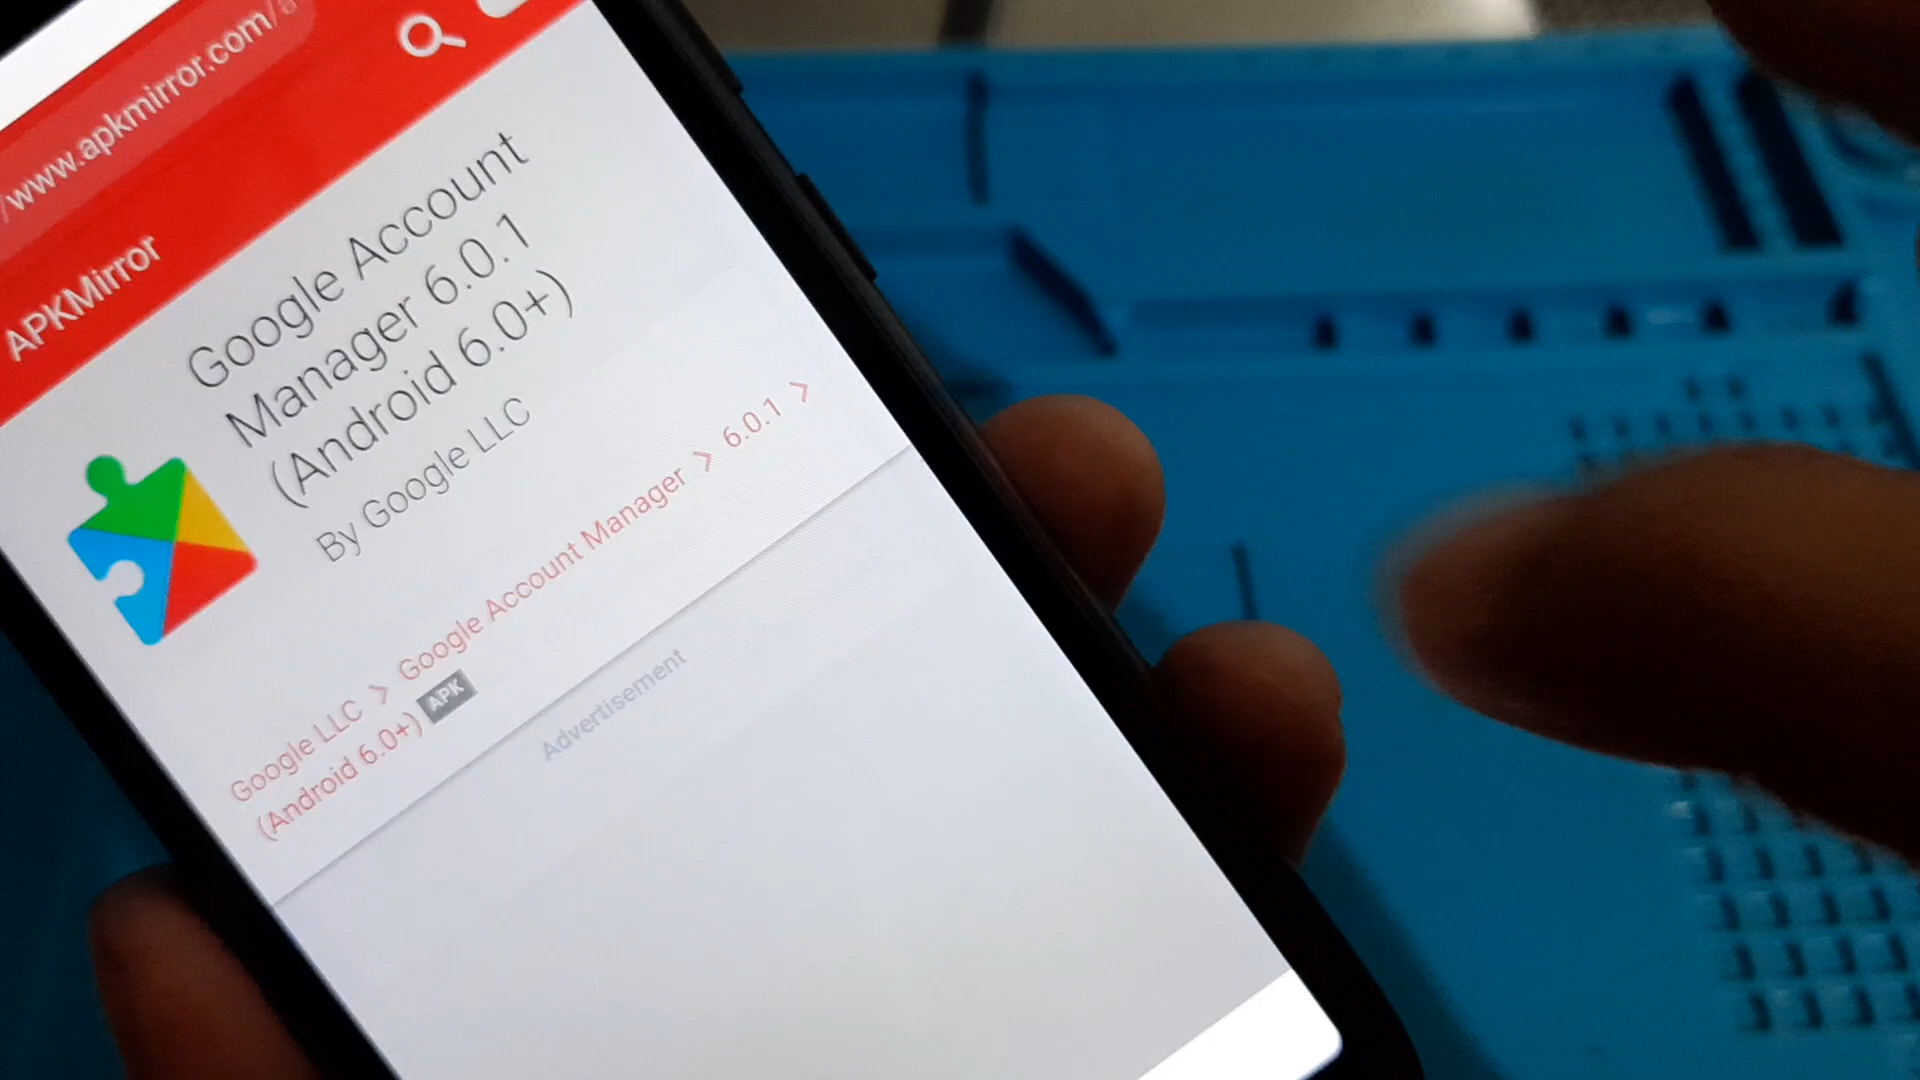 /www.apkmirror.com/a
APKMirror
Google Account
Manager 6.0.1
(Android 6.0+)
By Google LLC
Google LLC > Google Account Manager > 6.0.1 >
(Android 6.0+) APK
Advertisement